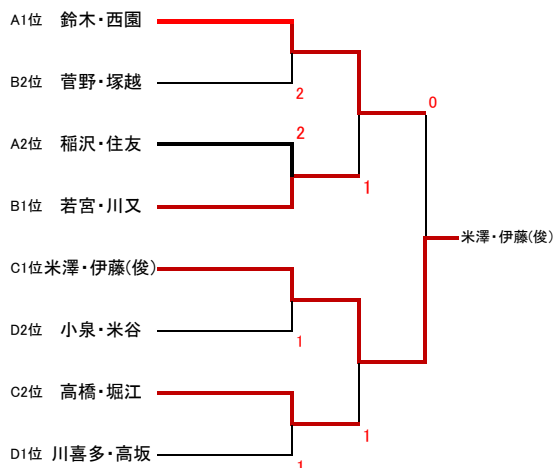 A1位 鈴木・西園
0
B2位 菅野・塚越
2
2
A2位 稲沢・住友
1
B1位 若宮・川又
米澤・伊藤(俊)
C1位 米澤・伊藤(俊)
D2位 小泉・米谷
1
C2位 高橋・堀江
1
D1位 川喜多・高坂
1